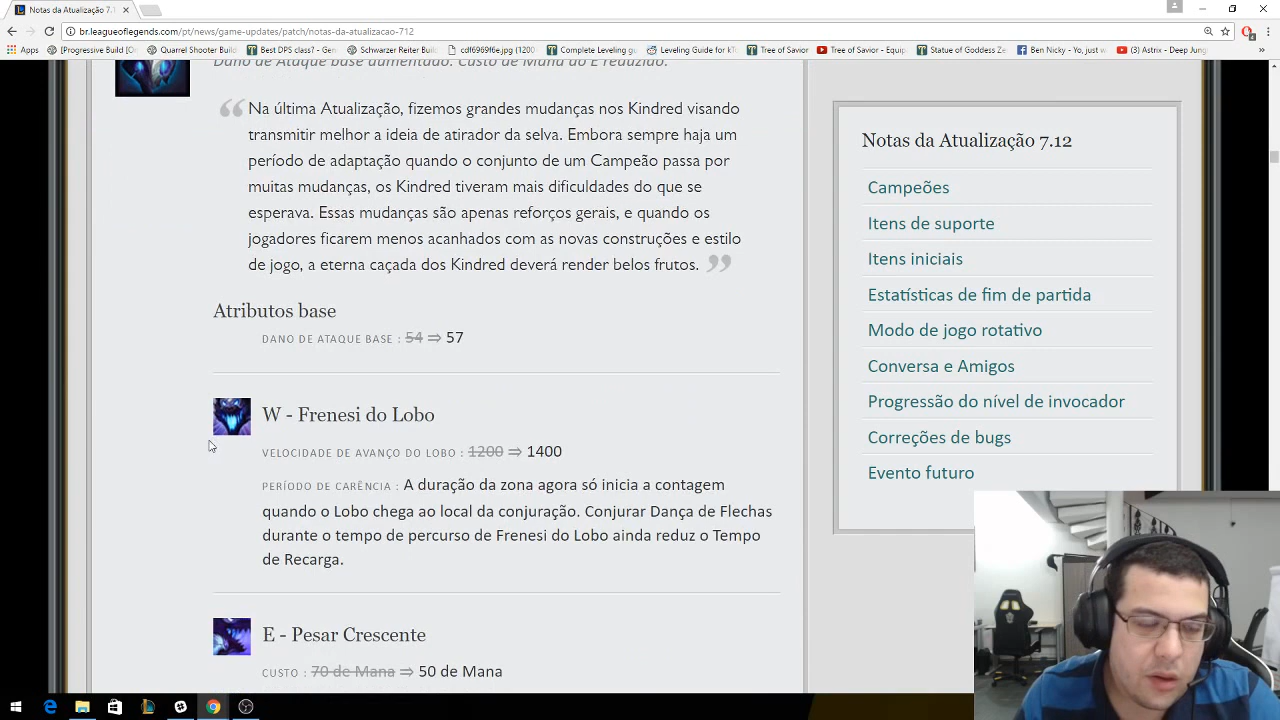 Notas da Atualização 7.1
br.leagueoflegends.com/pt/news/game-updates/patch/notas-da-atualizacao-712
Apps
[Progressive Build] [
Quarrel Shooter Build
Best DPS class? - Gene
Schwarzer Reiter Build
cdf6969f6e.jpg (1200
Complete Leveling gui
Leveling Guide for kTo
Tree of Savior
Tree of Savior - Equip
Statue of Goddess Ze
Ben Nicky - Yo, just w
(3) Astrix - Deep Jung
Dano de Ataque base aumentado. Custo de Mana do E reduzido.
Na última Atualização, fizemos grandes mudanças nos Kindred visando
transmitir melhor a ideia de atirador da selva. Embora sempre haja um
período de adaptação quando o conjunto de um Campeão passa por
muitas mudanças, os Kindred tiveram mais dificuldades do que se
esperava. Essas mudanças são apenas reforços gerais, e quando os
jogadores ficarem menos acanhados com as novas construções e estilo
de jogo, a eterna caçada dos Kindred deverá render belos frutos.
Atributos base
DANO DE ATAQUE BASE : 54 ⇒ 57
W - Frenesi do Lobo
VELOCIDADE DE AVANÇO DO LOBO : 1200 ⇒ 1400
PERÍODO DE CARÊNCIA : A duração da zona agora só inicia a contagem
quando o Lobo chega ao local da conjuração. Conjurar Dança de Flechas
durante o tempo de percurso de Frenesi do Lobo ainda reduz o Tempo
de Recarga.
E - Pesar Crescente
CUSTO : 70 de Mana ⇒ 50 de Mana
Notas da Atualização 7.12
Campeões
Itens de suporte
Itens iniciais
Estatísticas de fim de partida
Modo de jogo rotativo
Conversa e Amigos
Progressão do nível de invocador
Correções de bugs
Evento futuro